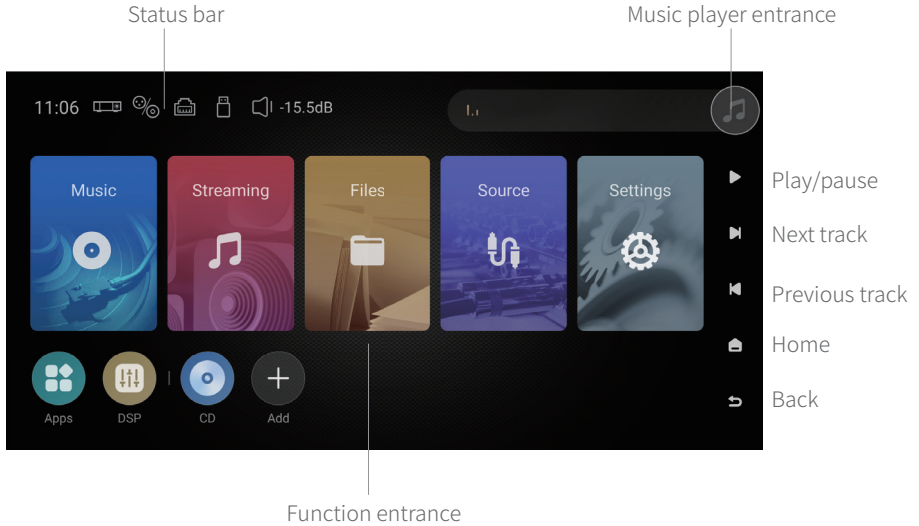 Status bar
Music player entrance
11:06
-15.5dB
Music
Streaming
Files
Source
Settings
Play/pause
Next track
Previous track
Home
Back
Apps
DSP
CD
Add
Function entrance